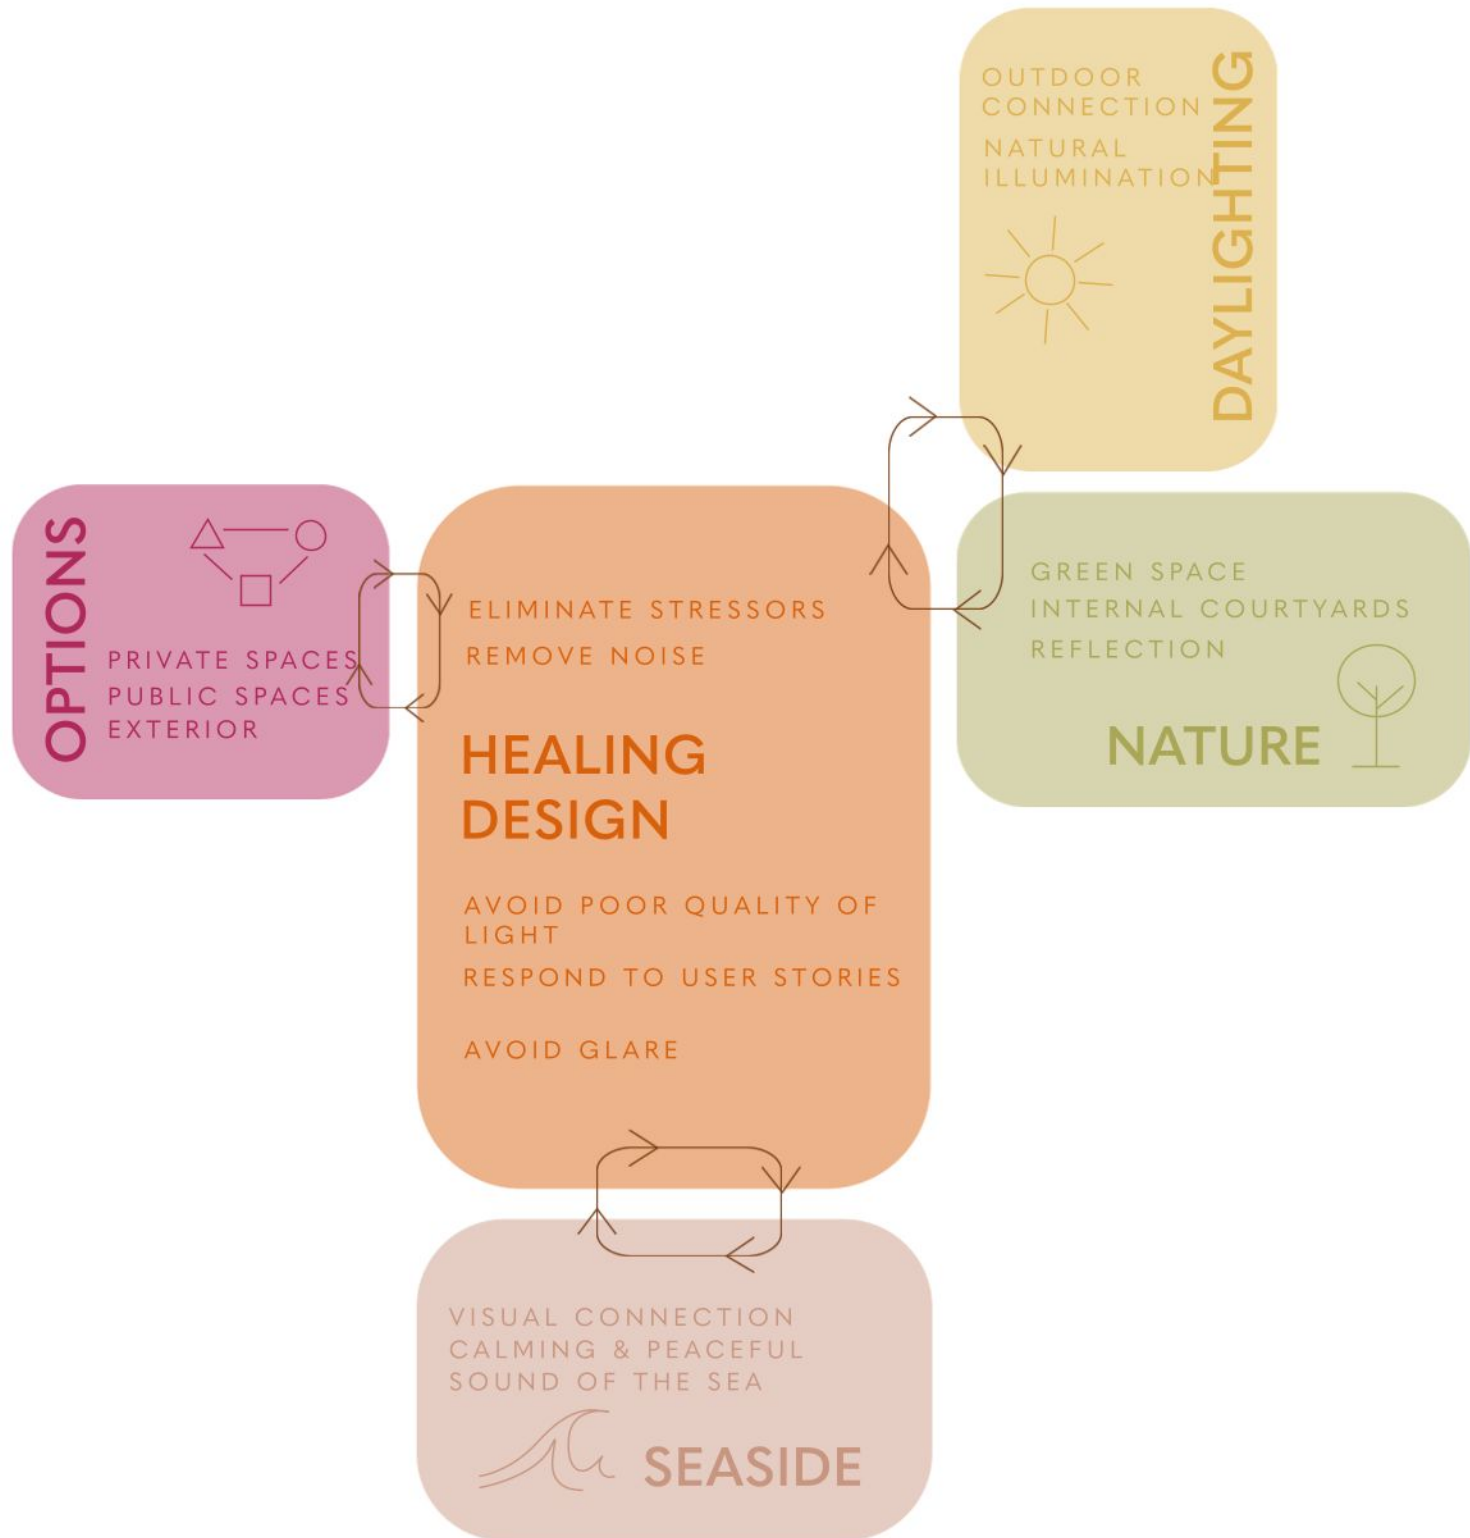 OUTDOOR
CONNECTION
NATURAL
ILLUMINATION
DAYLIGHTING
OPTIONS
PRIVATE SPACES
PUBLIC SPACES
EXTERIOR
ELIMINATE STRESSORS
REMOVE NOISE
HEALING
DESIGN
AVOID POOR QUALITY OF
LIGHT
RESPOND TO USER STORIES
AVOID GLARE
GREEN SPACE
INTERNAL COURTYARDS
REFLECTION
NATURE
VISUAL CONNECTION
CALMING & PEACEFUL
SOUND OF THE SEA
SEASIDE